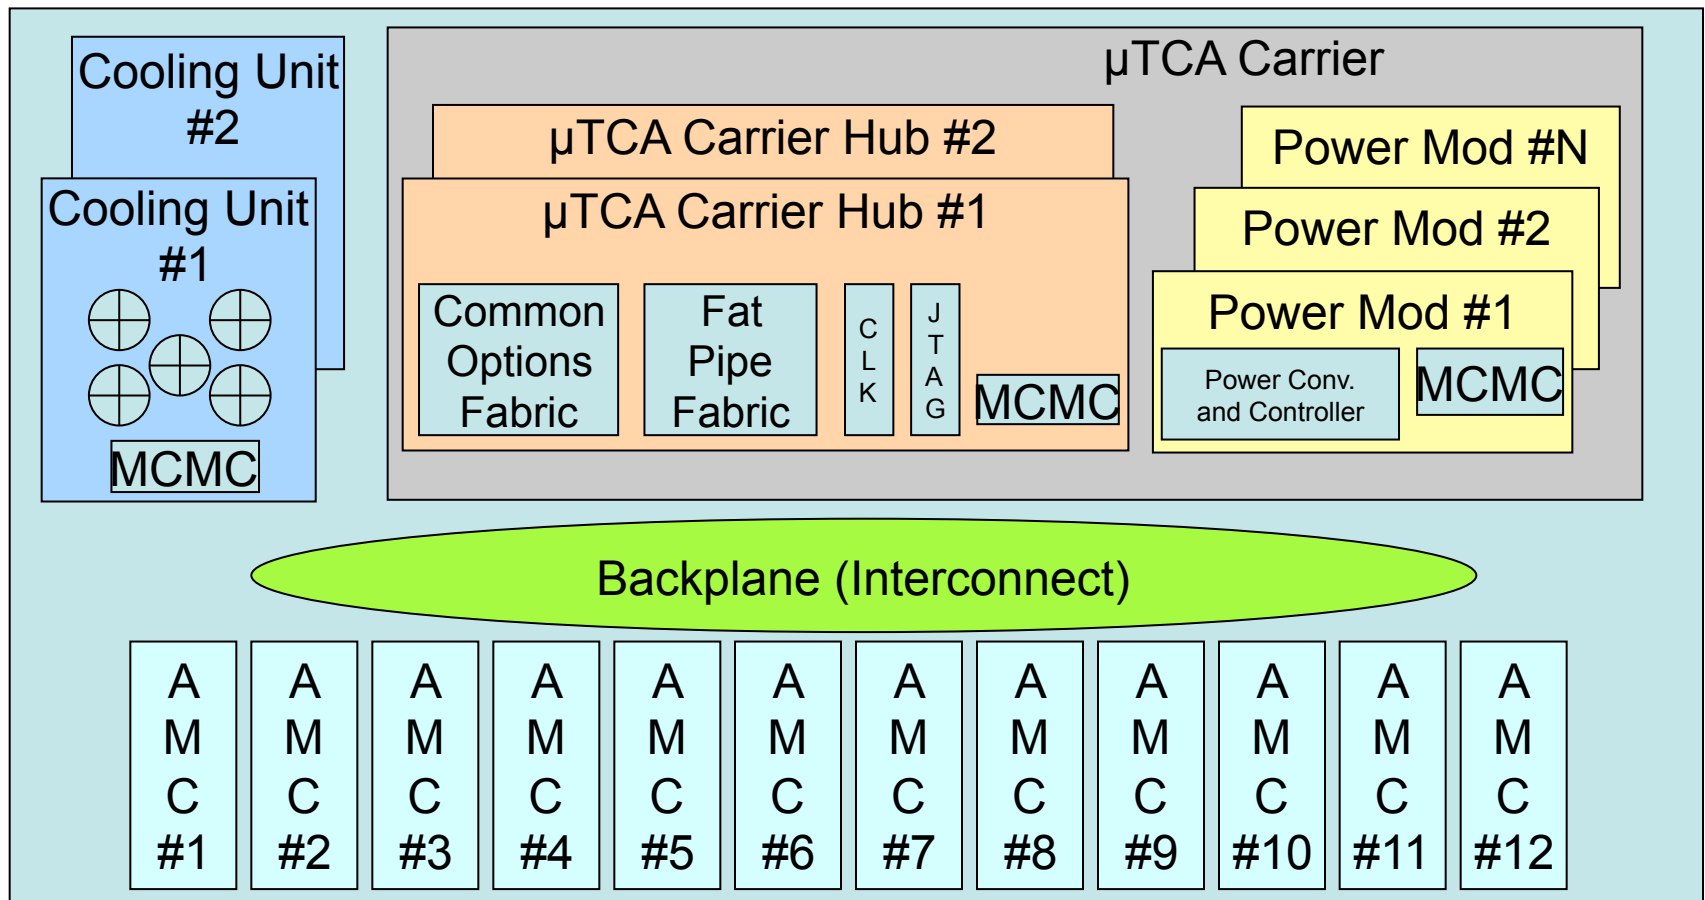 Cooling Unit
#2
Cooling Unit
#1
MCMC
µTCA Carrier
µTCA Carrier Hub #2
µTCA Carrier Hub #1
Common
Options
Fabric
Fat
Pipe
Fabric
C
L
K
J
T
A
G
MCMC
Power Mod #N
Power Mod #2
Power Mod #1
Power Conv.
and Controller
MCMC
Backplane (Interconnect)
A
M
C
#1
A
M
C
#2
A
M
C
#3
A
M
C
#4
A
M
C
#5
A
M
C
#6
A
M
C
#7
A
M
C
#8
A
M
C
#9
A
M
C
#10
A
M
C
#11
A
M
C
#12